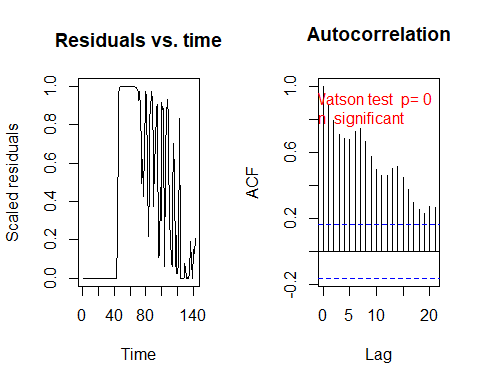 Residuals vs. time
Autocorrelation
Scaled residuals
0.0 0.2 0.4 0.6 0.8 1.0
0 40 80 140
Time
Watson test p= 0
n significant
ACF
-0.2 0.2 0.6 1.0
0 5 10 20
Lag